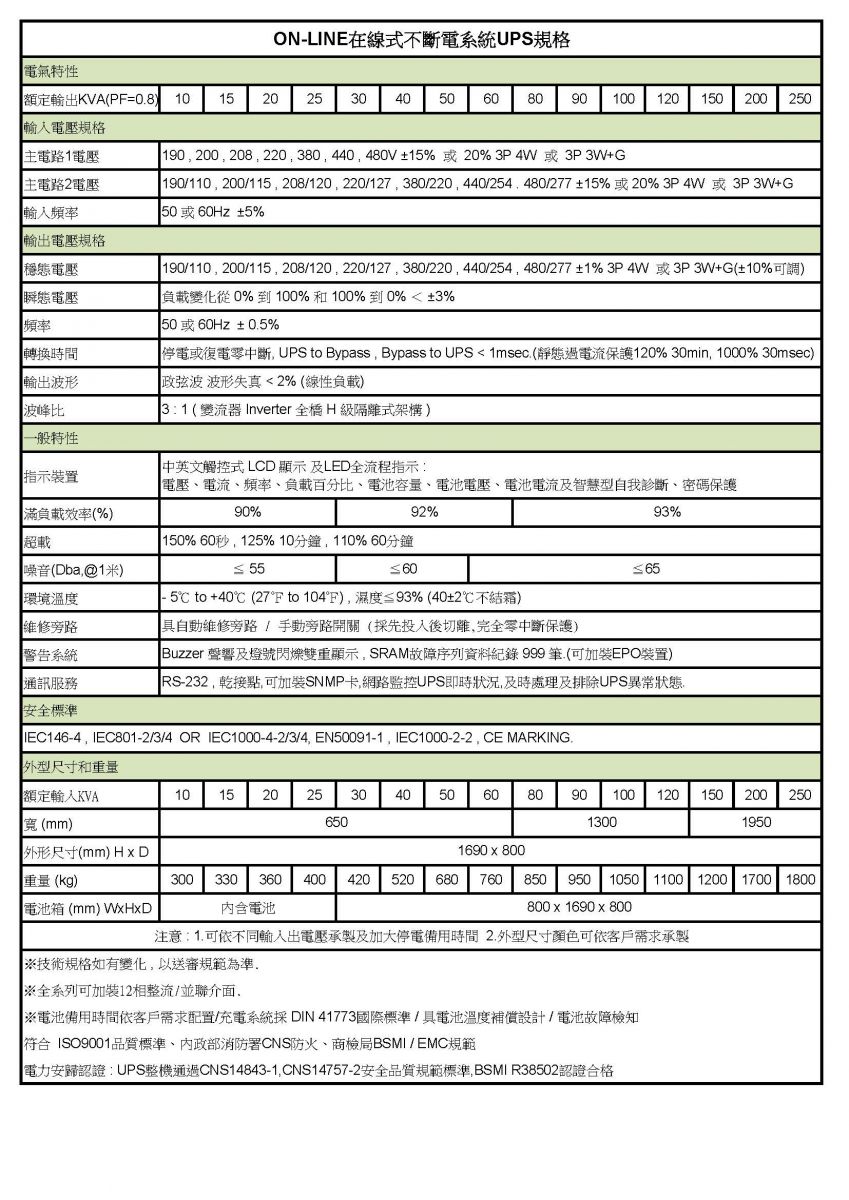 ON-LINE在線式不斷電系統UPS規格
電氣特性
額定輸出KVA(PF=0.8) 10 15 20 25 30 40 50 60 80 90 100 120 150 200 250
輸入電壓規格
主電路1電壓 190 , 200 , 208 , 220 , 380 , 440 , 480V ±15% 或 20% 3P 4W 或 3P 3W+G
主電路2電壓 190/110 , 200/115 , 208/120 , 220/127 , 380/220 , 440/254 . 480/277 ±15% 或 20% 3P 4W 或 3P 3W+G
輸入頻率 50 或 60Hz ±5%
輸出電壓規格
穩態電壓 190/110 , 200/115 , 208/120 , 220/127 , 380/220 , 440/254 , 480/277 ±1% 3P 4W 或 3P 3W+G(±10%可調)
瞬態電壓 負載變化從 0% 到 100% 和 100% 到 0% < ±3%
頻率 50 或 60Hz ± 0.5%
轉換時間 停電或復電零中斷, UPS to Bypass , Bypass to UPS < 1msec.(靜態過電流保護120% 30min, 1000% 30msec)
輸出波形 政弦波 波形失真 < 2% (線性負載)
波峰比 3 : 1 ( 變流器 Inverter 全橋 H 級隔離式架構 )
一般特性
指示裝置 中英文觸控式 LCD 顯示 及LED全流程指示 :
電壓、電流、頻率、負載百分比、電池容量、電池電壓、電池電流及智慧型自我診斷、密碼保護
滿負載效率(%) 90% 92% 93%
超載 150% 60秒 , 125% 10分鐘 , 110% 60分鐘
噪音(Dba,@1米) ≦ 55 ≦60 ≦65
環境溫度 - 5℃ to +40℃ (27℉ to 104℉) , 濕度≦93% (40±2℃不結霜)
維修旁路 具自動維修旁路 / 手動旁路開關 (採先投入後切離,完全零中斷保護)
警告系統 Buzzer 聲響及燈號閃爍雙重顯示 , SRAM故障序列資料紀錄 999 筆.(可加裝EPO裝置)
通訊服務 RS-232 , 乾接點,可加裝SNMP卡,網路監控UPS即時狀況,及時處理及排除UPS異常狀態.
安全標準
IEC146-4 , IEC801-2/3/4 OR IEC1000-4-2/3/4, EN50091-1 , IEC1000-2-2 , CE MARKING.
外型尺寸和重量
額定輸入KVA 10 15 20 25 30 40 50 60 80 90 100 120 150 200 250
寬 (mm) 650 1300 1950
外形尺寸(mm) H x D 1690 x 800
重量 (kg) 300 330 360 400 420 520 680 760 850 950 1050 1100 1200 1700 1800
電池箱 (mm) WxHxD 內含電池 800 x 1690 x 800
注意 : 1.可依不同輸入出電壓承製及加大停電備用時間 2.外型尺寸顏色可依客戶需求承製
※技術規格如有變化 , 以送審規範為準.
※全系列可加裝12相整流/並聯介面.
※電池備用時間依客戶需求配置/充電系統採 DIN 41773國際標準 / 具電池溫度補償設計 / 電池故障檢知
符合 ISO9001品質標準、內政部消防署CNS防火、商檢局BSMI / EMC規範
電力安歸認證 : UPS整機通過CNS14843-1,CNS14757-2安全品質規範標準,BSMI R38502認證合格